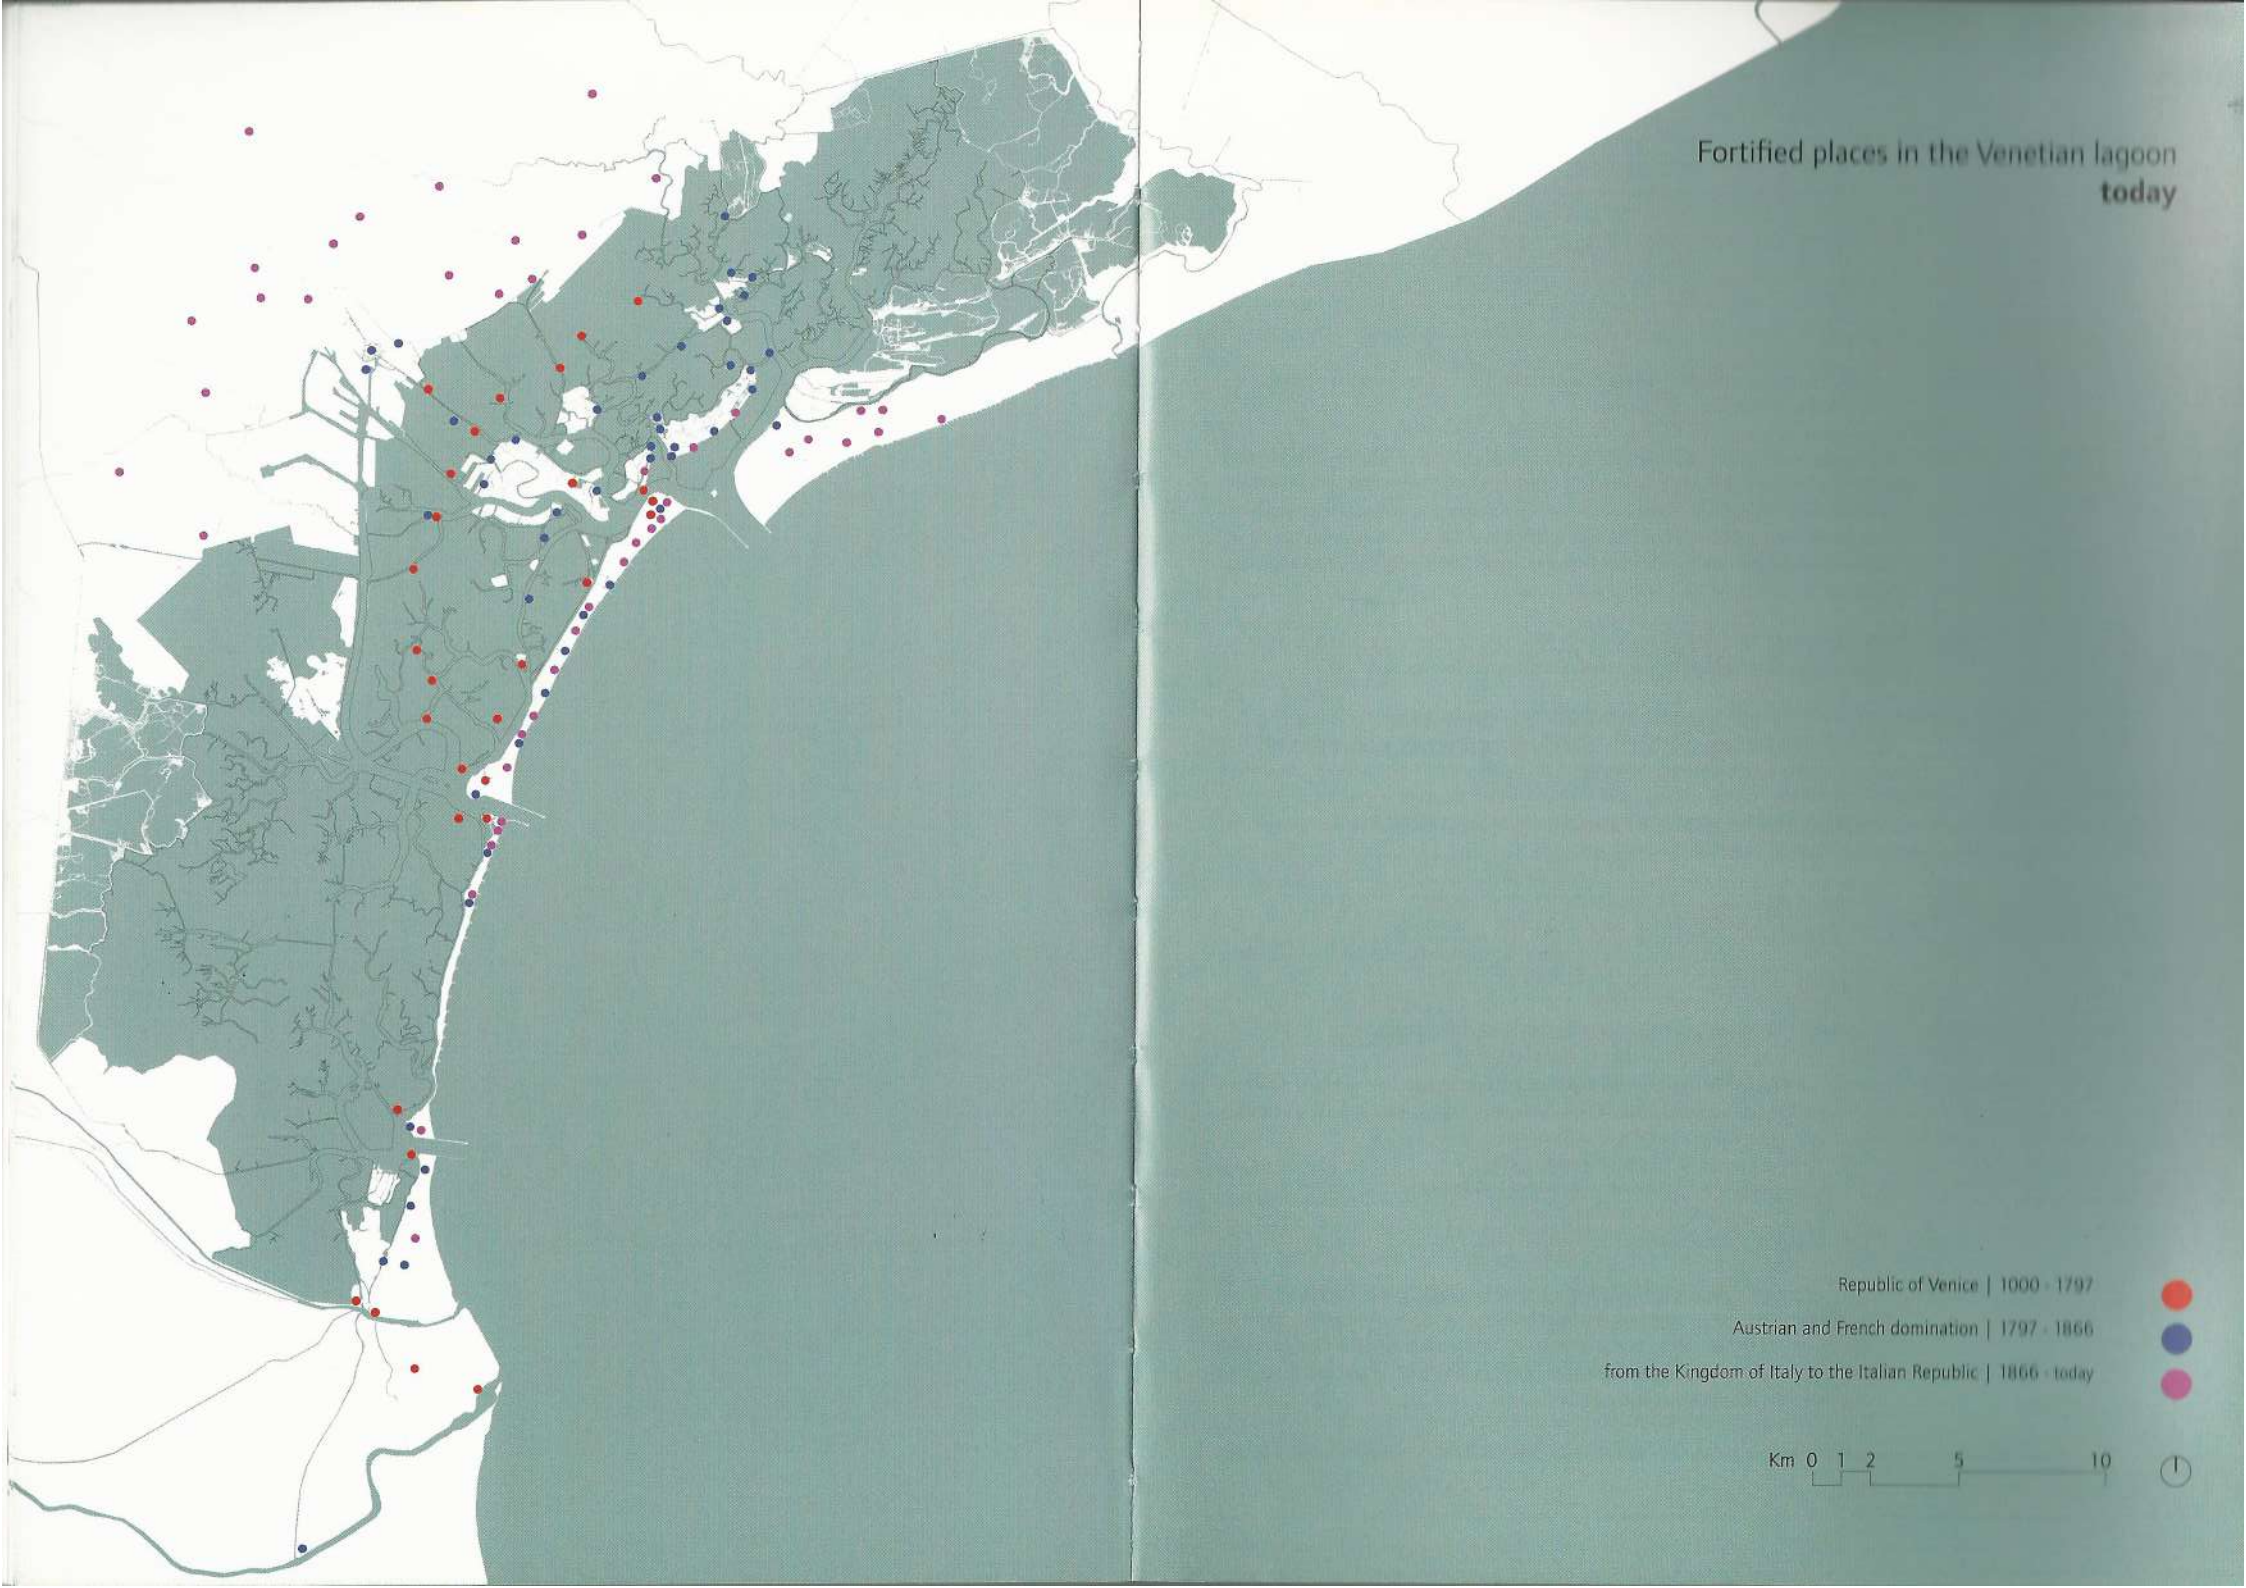 Fortified places in the Venetian lagoon
today
Republic of Venice | 1000 - 1797
Austrian and French domination | 1797 - 1866
from the Kingdom of Italy to the Italian Republic | 1866 - today
Km 0 1 2 5 10